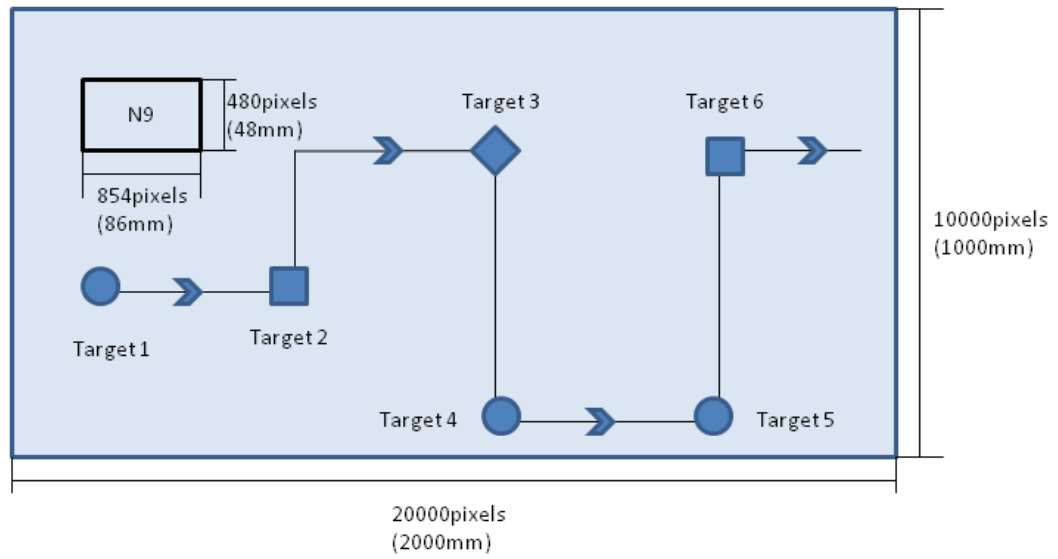 N9
480pixels
(48mm)
854pixels
(86mm)
Target 1
Target 2
Target 3
Target 4
Target 5
Target 6
10000pixels
(1000mm)
20000pixels
(2000mm)